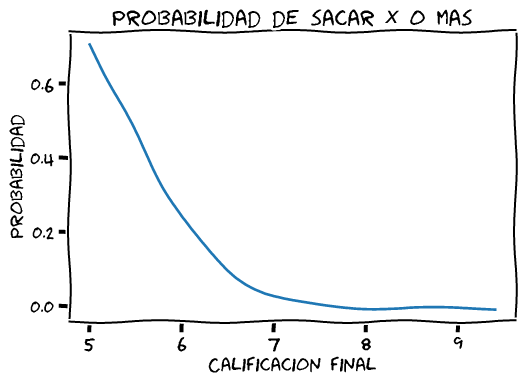 PROBABILIDAD DE SACAR X O MAS
PROBABILIDAD
0.6
0.4
0.2
0.0
5 6 7 8 9
CALIFICACION FINAL